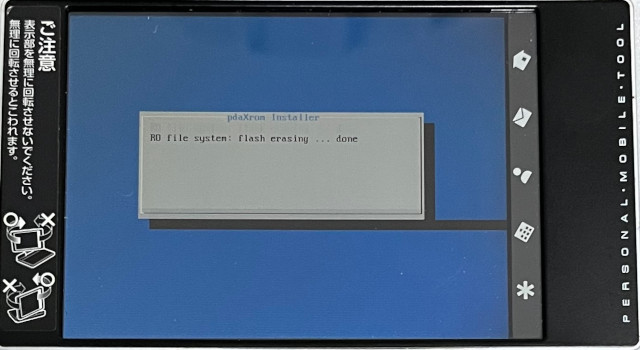 ご注意
表示部を無理に回転させないでください。
無理に回転させるとこわれます。
pdaXrom Installer
RO file system: flash erasing ... done
PERSONAL·MOBILE·TOOL